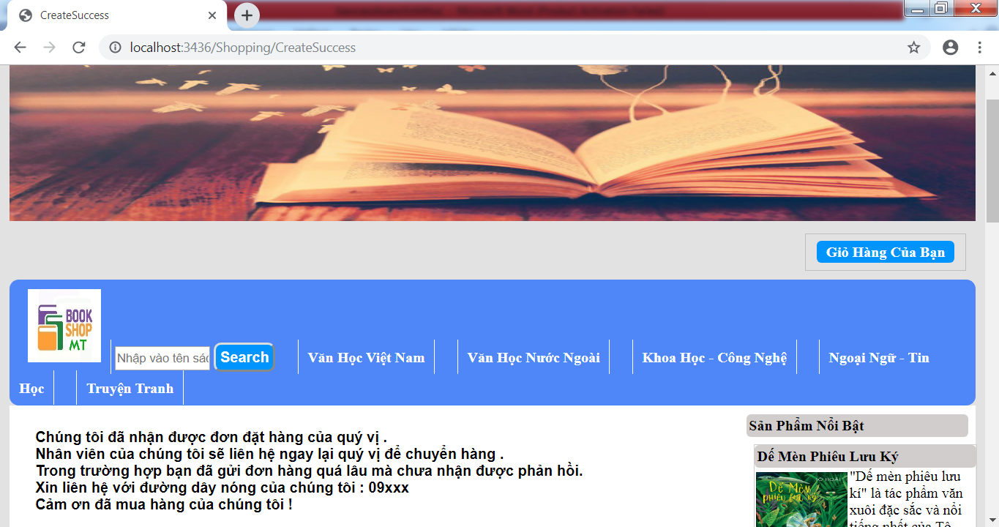 CreateSuccess
localhost:3436/Shopping/CreateSuccess
Giỏ Hàng Của Bạn
BOOK
SHOP
MT
Nhập vào tên sác
Search
Văn Học Việt Nam
Văn Học Nước Ngoài
Khoa Học - Công Nghệ
Ngoại Ngữ - Tin
Học
Truyện Tranh
Chúng tôi đã nhận được đơn đặt hàng của quý vị .
Nhân viên của chúng tôi sẽ liên hệ ngay lại quý vị để chuyển hàng .
Trong trường hợp bạn đã gửi đơn hàng quá lâu mà chưa nhận được phản hồi.
Xin liên hệ với đường dây nóng của chúng tôi : 09xxx
Cảm ơn đã mua hàng của chúng tôi !
Sản Phẩm Nổi Bật
Dế Mèn Phiêu Lưu Ký
TÔ HOÀI
Dế Mèn
phiêu lưu ký
"Dế mèn phiêu lưu
kí" là tác phẩm văn
xuôi đặc sắc và nổi
tiếng nhất của Tô